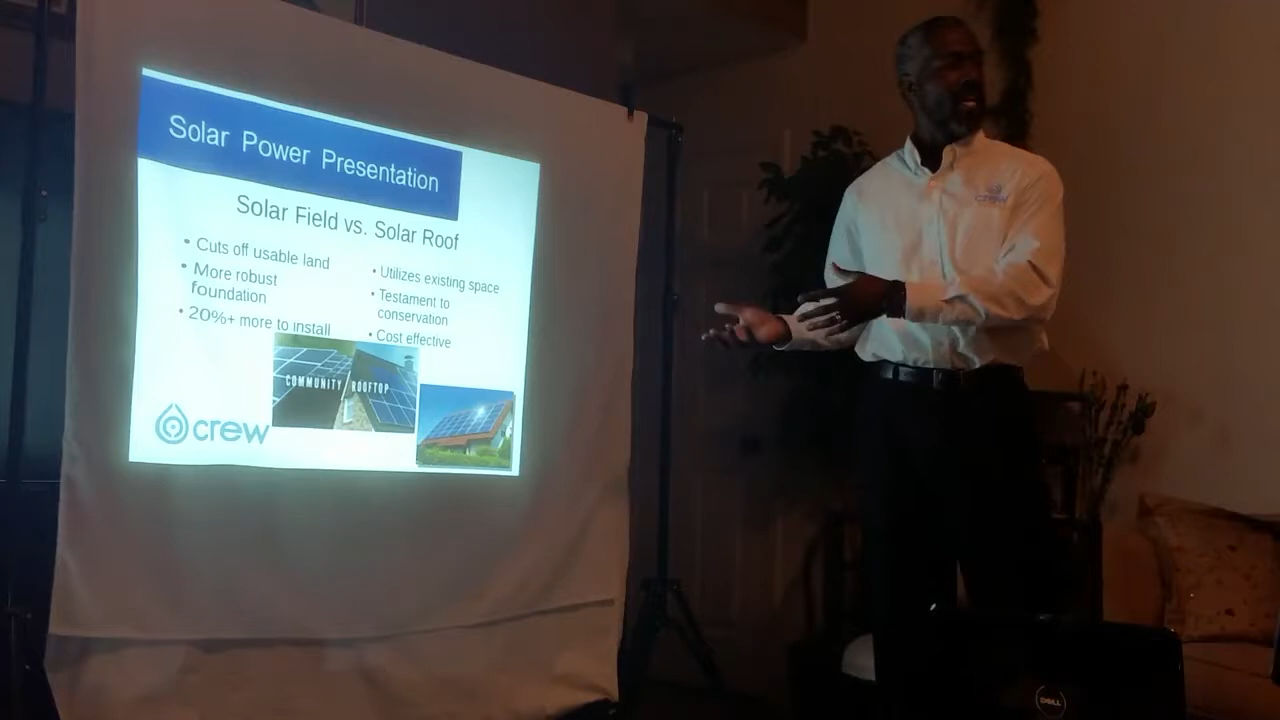 Solar Power Presentation
Solar Field vs. Solar Roof
• Cuts off usable land
• More robust
foundation
• 20%+ more to install
• Utilizes existing space
• Testament to
conservation
• Cost effective
COMMUNITY ROOFTOP
crew
crew
DELL